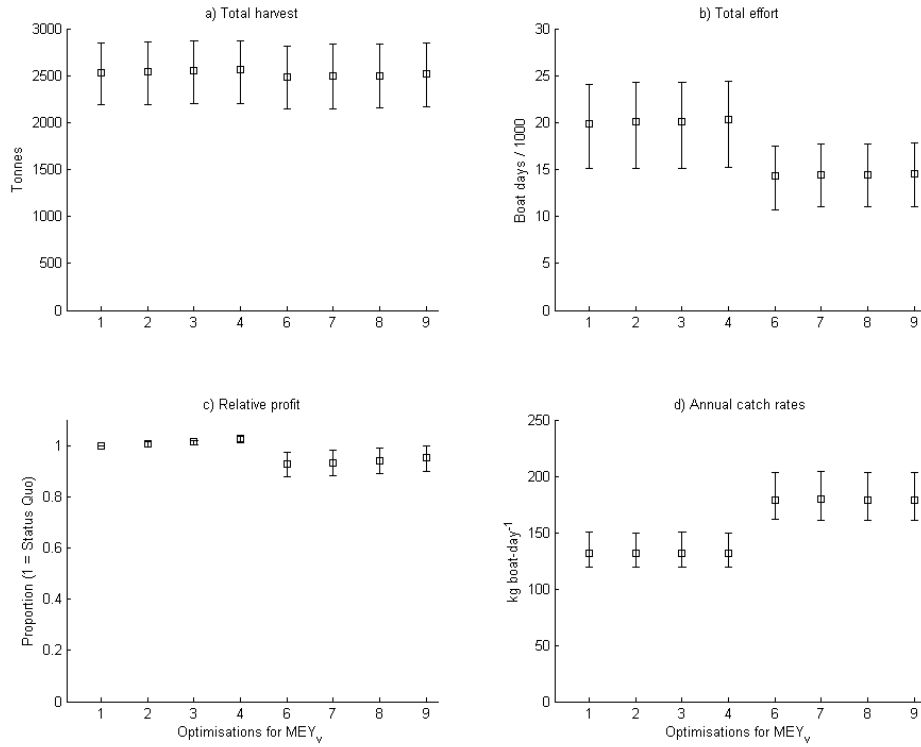 a) Total harvest
3000
2500
2000
1500
1000
500
0
Tonnes
1 2 3 4 6 7 8 9
b) Total effort
30
25
20
15
10
5
0
Boat days / 1000
1 2 3 4 6 7 8 9
c) Relative profit
1
0.8
0.6
0.4
0.2
0
Proportion (1 = Status Quo)
1 2 3 4 6 7 8 9
Optimisations for MEYᵥ
d) Annual catch rates
250
200
150
100
50
0
kg boat-day⁻¹
1 2 3 4 6 7 8 9
Optimisations for MEYᵥ